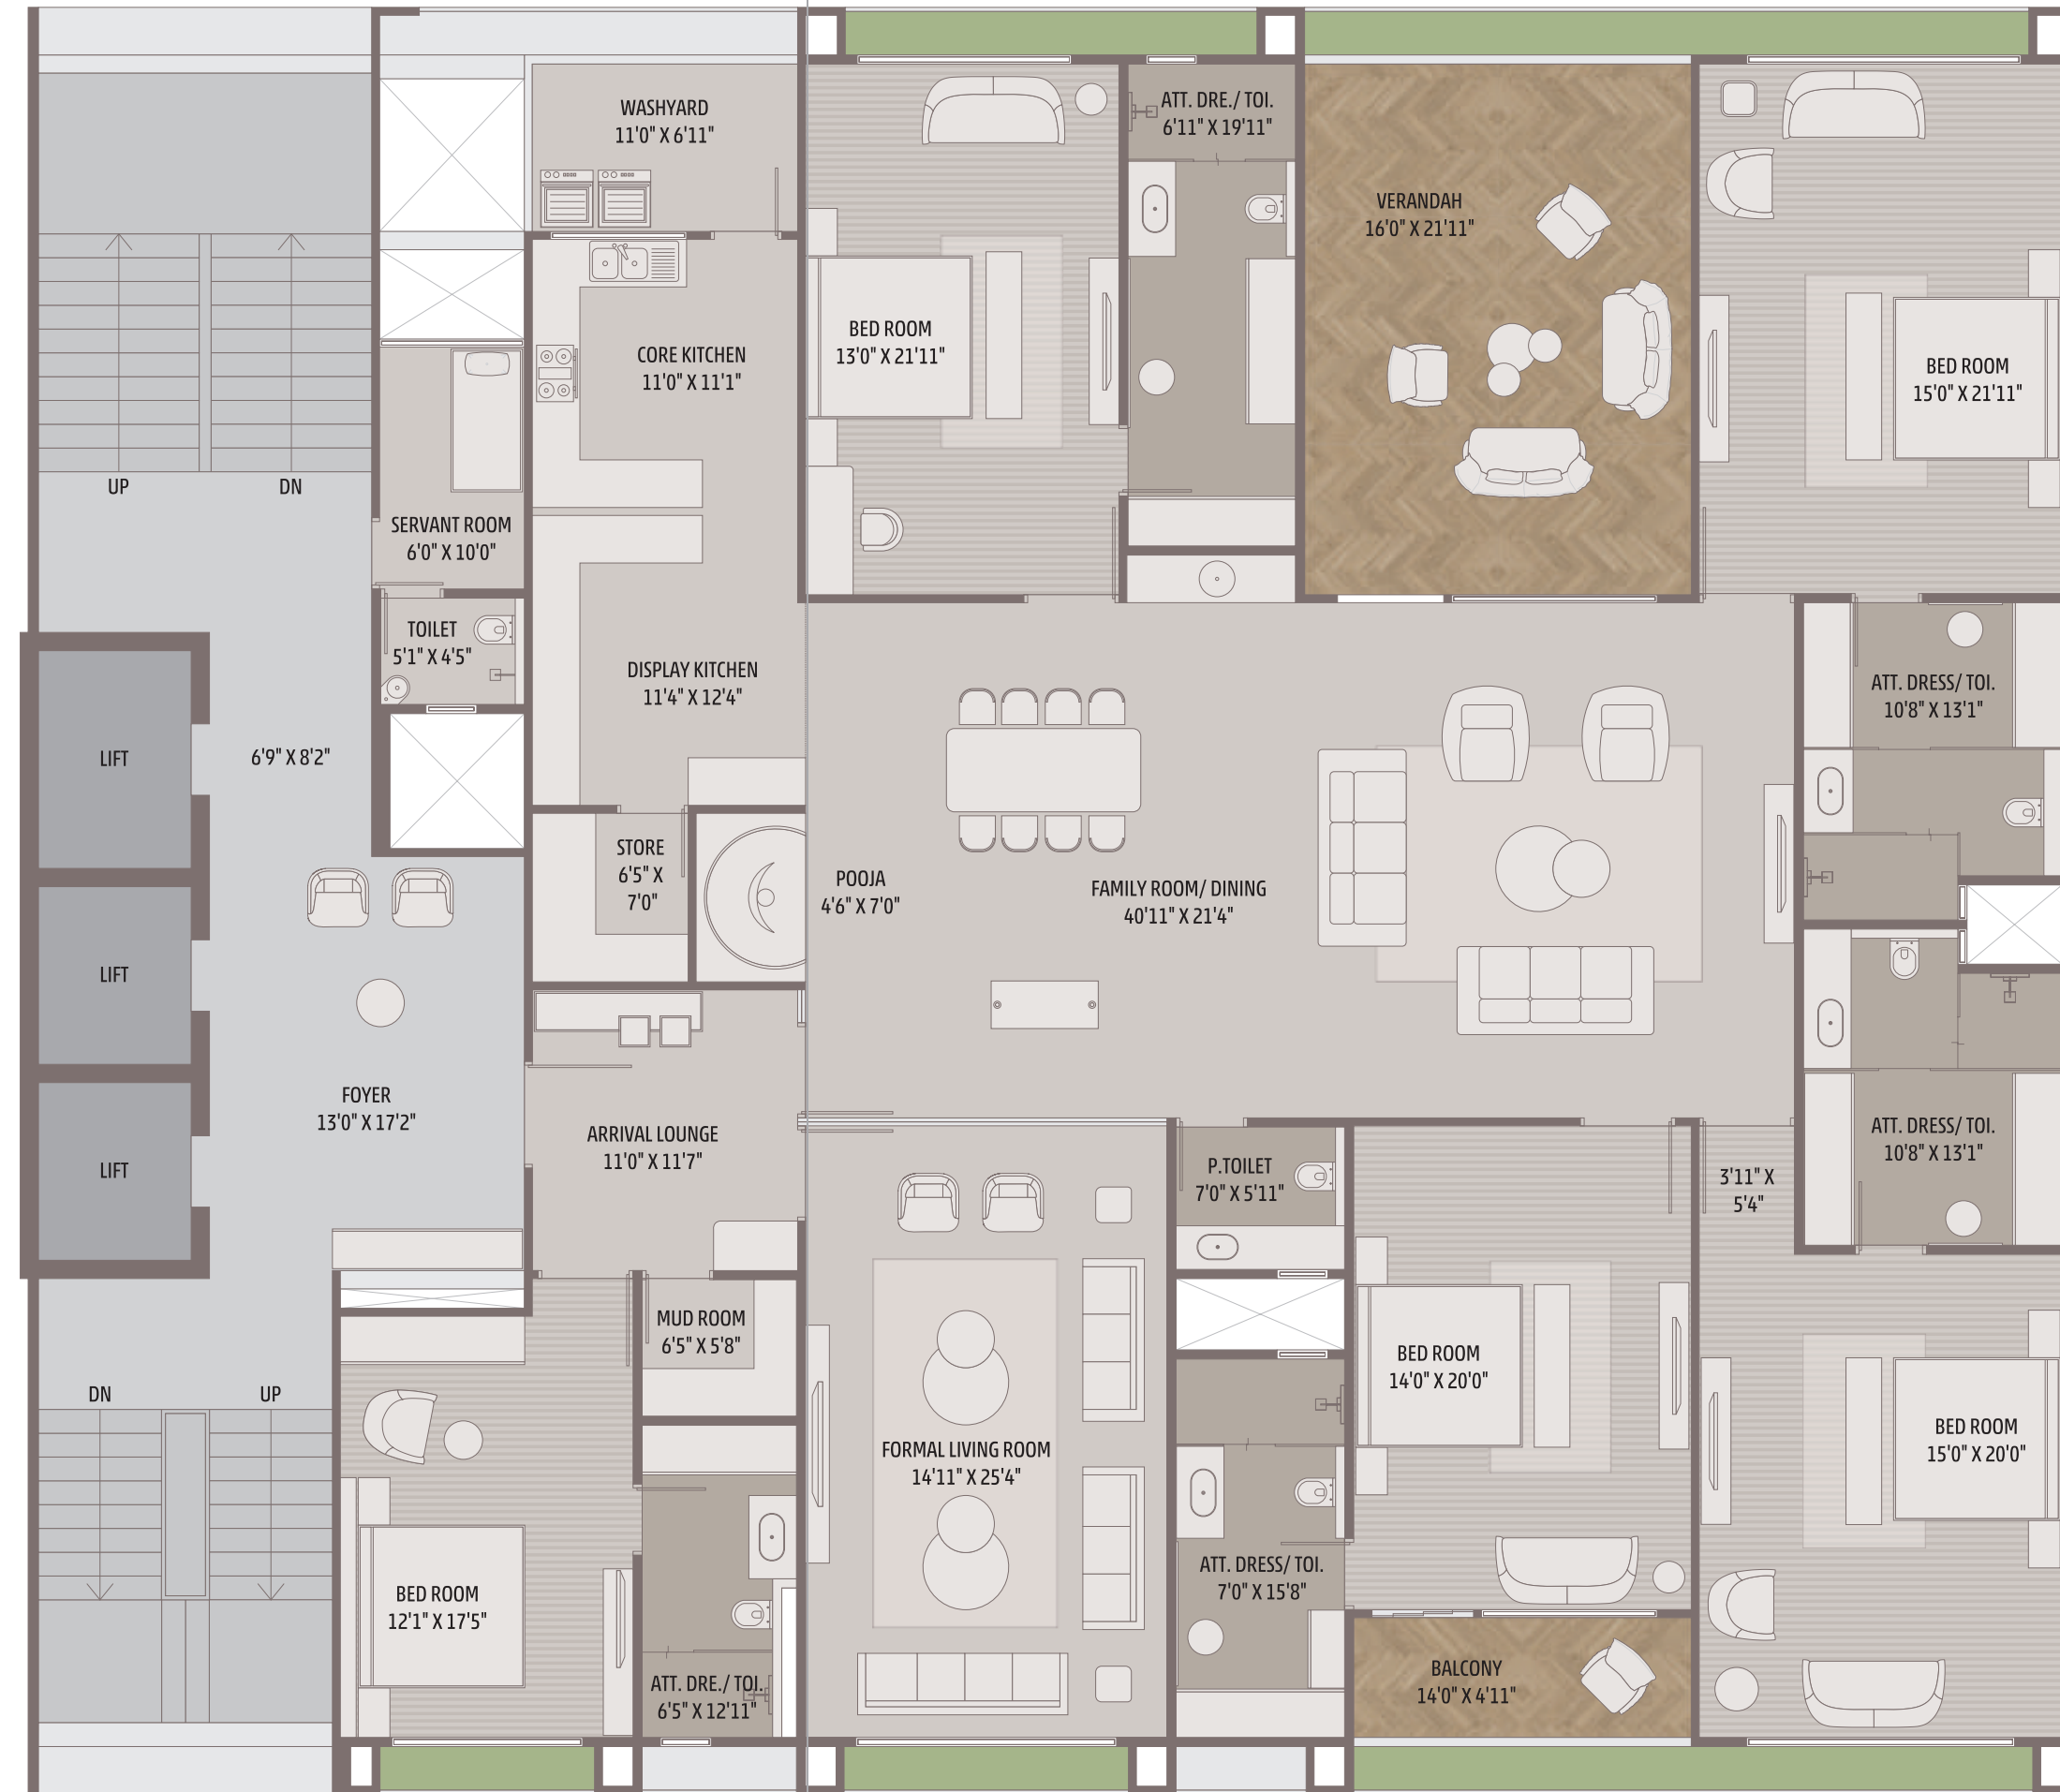 WASHYARD
11'0" X 6'11"
ATT. DRE./ TOI.
6'11" X 19'11"
VERANDAH
16'0" X 21'11"
BED ROOM
13'0" X 21'11"
CORE KITCHEN
11'0" X 11'1"
BED ROOM
15'0" X 21'11"
UP
DN
SERVANT ROOM
6'0" X 10'0"
TOILET
5'1" X 4'5"
DISPLAY KITCHEN
11'4" X 12'4"
ATT. DRESS/ TOI.
10'8" X 13'1"
LIFT
6'9" X 8'2"
STORE
6'5" X
7'0"
POOJA
4'6" X 7'0"
FAMILY ROOM/ DINING
40'11" X 21'4"
LIFT
FOYER
13'0" X 17'2"
ARRIVAL LOUNGE
11'0" X 11'7"
LIFT
P.TOILET
7'0" X 5'11"
3'11" X
5'4"
ATT. DRESS/ TOI.
10'8" X 13'1"
MUD ROOM
6'5" X 5'8"
BED ROOM
14'0" X 20'0"
DN
UP
FORMAL LIVING ROOM
14'11" X 25'4"
BED ROOM
15'0" X 20'0"
BED ROOM
12'1" X 17'5"
ATT. DRESS/ TOI.
7'0" X 15'8"
ATT. DRE./ TOI.
6'5" X 12'11"
BALCONY
14'0" X 4'11"